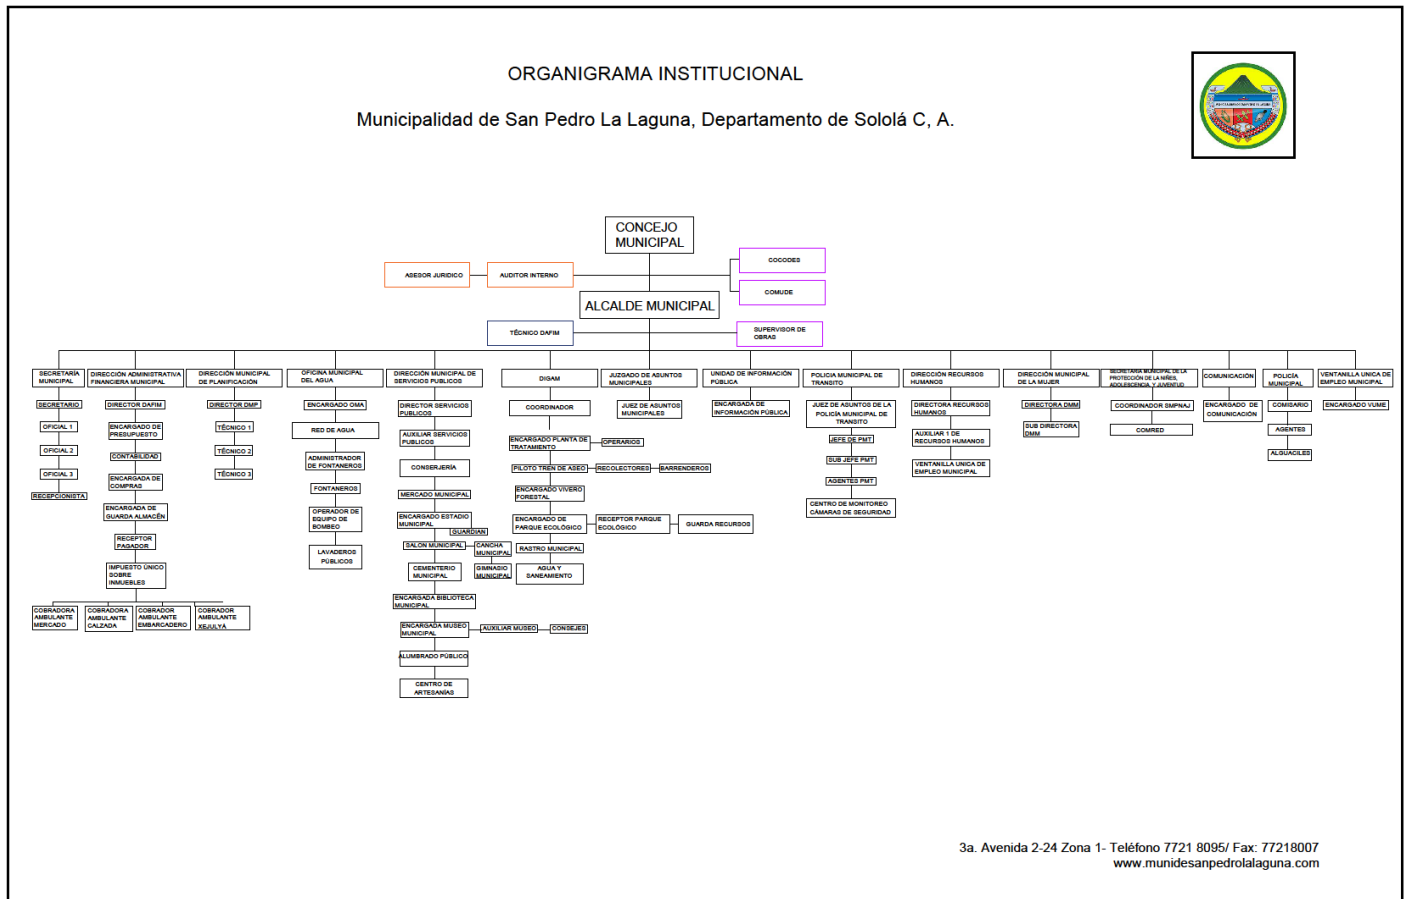 ORGANIGRAMA INSTITUCIONAL
Municipalidad de San Pedro La Laguna, Departamento de Sololá C, A.
CONCEJO
MUNICIPAL
ASESOR JURIDICO
AUDITOR INTERNO
COCODES
COMUDE
ALCALDE MUNICIPAL
TÉCNICO DAFIM
SUPERVISOR DE
OBRAS
SECRETARÍA
MUNICIPAL
SECRETARIO
OFICIAL 1
OFICIAL 2
OFICIAL 3
RECEPCIONISTA
DIRECCIÓN ADMINISTRATIVA
FINANCIERA MUNICIPAL
DIRECTOR DAFIM
ENCARGADO DE
PRESUPUESTO
CONTABILIDAD
ENCARGADA DE
COMPRAS
ENCARGADA DE
GUARDA ALMACÉN
RECEPTOR
PAGADOR
IMPUESTO ÚNICO
SOBRE
INMUEBLES
COBRADORA
AMBULANTE
MERCADO
COBRADORA
AMBULANTE
CALZADA
COBRADOR
AMBULANTE
EMBARCADERO
COBRADOR
AMBULANTE
XEJULYÁ
DIRECCIÓN MUNICIPAL
DE PLANIFICACIÓN
DIRECTOR DMP
TÉCNICO 1
TÉCNICO 2
TÉCNICO 3
OFICINA MUNICIPAL
DEL AGUA
ENCARGADO OMA
RED DE AGUA
ADMINISTRADOR
DE FONTANEROS
FONTANEROS
OPERADOR DE
EQUIPO DE
BOMBEO
LAVADEROS
PÚBLICOS
DIRECCIÓN MUNICIPAL DE
SERVICIOS PUBLICOS
DIRECTOR SERVICIOS
PUBLICOS
AUXILIAR SERVICIOS
PUBLICOS
CONSERJERÍA
MERCADO MUNICIPAL
ENCARGADO ESTADIO
MUNICIPAL
GUARDIAN
SALON MUNICIPAL
CANCHA
MUNICIPAL
CEMENTERIO
MUNICIPAL
GIMNASIO
MUNICIPAL
ENCARGADA BIBLIOTECA
MUNICIPAL
ENCARGADA MUSEO
MUNICIPAL
AUXILIAR MUSEO
CONSEJES
ALUMBRADO PÚBLICO
CENTRO DE
ARTESANÍAS
DIGAM
COORDINADOR
ENCARGADO PLANTA DE
TRATAMIENTO
OPERARIOS
PILOTO TREN DE ASEO
RECOLECTORES
BARRENDEROS
ENCARGADO VIVERO
FORESTAL
ENCARGADO DE
PARQUE ECOLÓGICO
RECEPTOR PARQUE
ECOLÓGICO
GUARDA RECURSOS
RASTRO MUNICIPAL
AGUA Y
SANEAMIENTO
JUZGADO DE ASUNTOS
MUNICIPALES
JUEZ DE ASUNTOS
MUNICIPALES
UNIDAD DE INFORMACIÓN
PÚBLICA
ENCARGADA DE
INFORMACIÓN PÚBLICA
POLICIA MUNICIPAL DE
TRANSITO
JUEZ DE ASUNTOS DE LA
POLICÍA MUNICIPAL DE
TRANSITO
JEFE DE PMT
SUB JEFE PMT
AGENTES PMT
CENTRO DE MONITOREO
CÁMARAS DE SEGURIDAD
DIRECCIÓN RECURSOS
HUMANOS
DIRECTORA RECURSOS
HUMANOS
AUXILIAR 1 DE
RECURSOS HUMANOS
VENTANILLA UNICA DE
EMPLEO MUNICIPAL
DIRECCIÓN MUNICIPAL
DE LA MUJER
DIRECTORA DMM
SUB DIRECTORA
DMM
SECRETARIA MUNICIPAL DE LA
PROTECCIÓN DE LA NIÑES,
ADOLESCENCIA, Y JUVENTUD
COORDINADOR SMPNAJ
COMRED
COMUNICACIÓN
ENCARGADO DE
COMUNICACIÓN
POLICÍA
MUNICIPAL
COMISARIO
AGENTES
ALGUACILES
VENTANILLA UNICA DE
EMPLEO MUNICIPAL
ENCARGADO VUME
3a. Avenida 2-24 Zona 1- Teléfono 7721 8095/ Fax: 77218007
www.munidesanpedrolalaguna.com